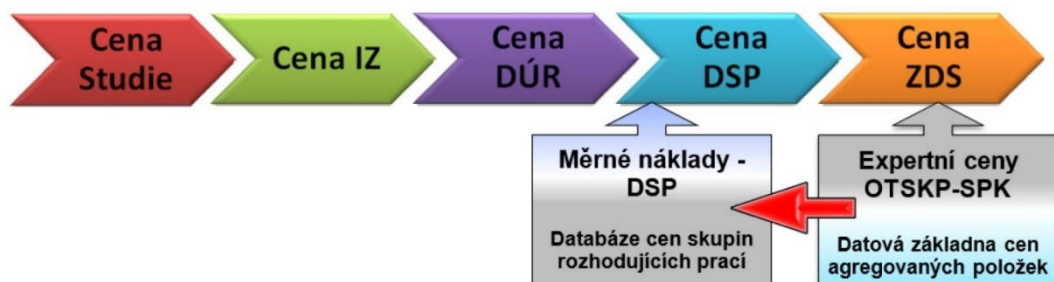 Cena
Studie
Cena IZ
Cena
DÚR
Cena
DSP
Cena
ZDS
Měrné náklady -
DSP
Databáze cen skupin
rozhodujících prací
Expertní ceny
OTSKP-SPK
Datová základna cen
agregovaných položek